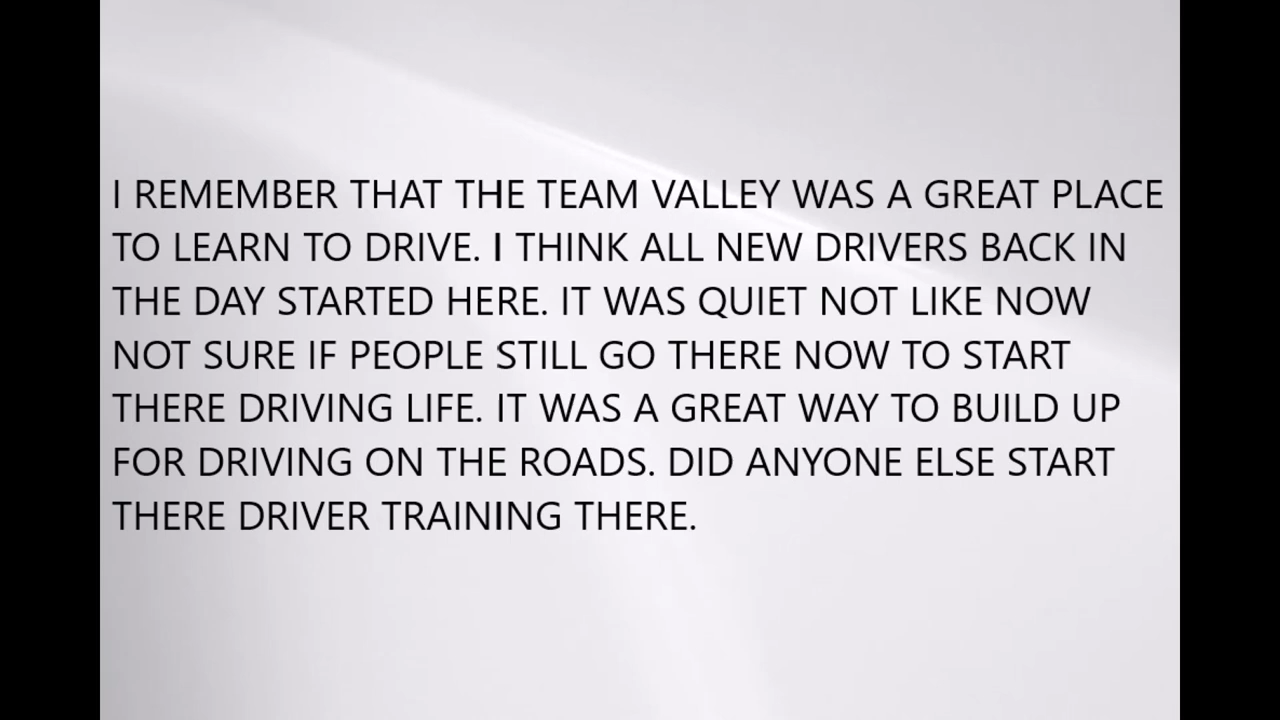 I REMEMBER THAT THE TEAM VALLEY WAS A GREAT PLACE
TO LEARN TO DRIVE. I THINK ALL NEW DRIVERS BACK IN
THE DAY STARTED HERE. IT WAS QUIET NOT LIKE NOW
NOT SURE IF PEOPLE STILL GO THERE NOW TO START
THERE DRIVING LIFE. IT WAS A GREAT WAY TO BUILD UP
FOR DRIVING ON THE ROADS. DID ANYONE ELSE START
THERE DRIVER TRAINING THERE.